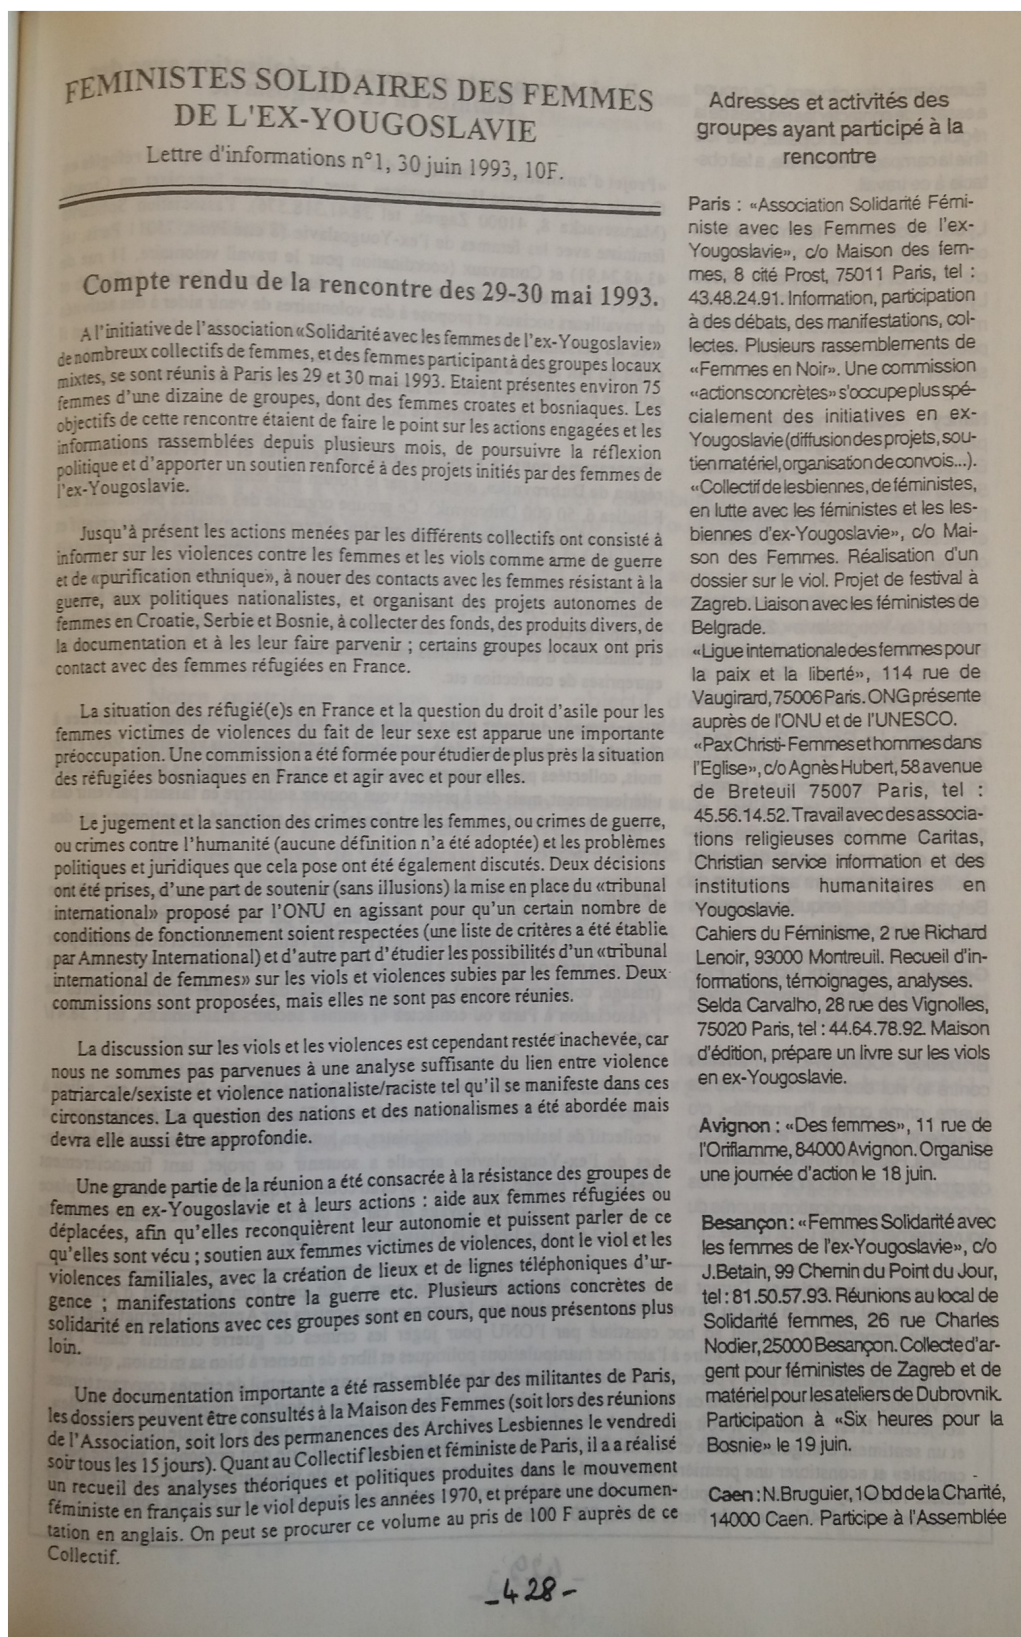 FEMINISTES SOLIDAIRES DES FEMMES
DE L'EX-YOUGOSLAVIE
Lettre d'informations n°1, 30 juin 1993, 10F.
Compte rendu de la rencontre des 29-30 mai 1993.
A l'initiative de l'association «Solidarité avec les femmes de l'ex-Yougoslavie»
de nombreux collectifs de femmes, et des femmes participant à des groupes locaux
mixtes, se sont réunis à Paris les 29 et 30 mai 1993. Etaient présentes environ 75
femmes d'une dizaine de groupes, dont des femmes croates et bosniaques. Les
objectifs de cette rencontre étaient de faire le point sur les actions engagées et les
informations rassemblées depuis plusieurs mois, de poursuivre la réflexion
politique et d'apporter un soutien renforcé à des projets initiés par des femmes de
l'ex-Yougoslavie.
Jusqu'à présent les actions menées par les différents collectifs ont consisté à
informer sur les violences contre les femmes et les viols comme arme de guerre
et de «purification ethnique», à nouer des contacts avec les femmes résistant à la
guerre, aux politiques nationalistes, et organisant des projets autonomes de
femmes en Croatie, Serbie et Bosnie, à collecter des fonds, des produits divers, de
la documentation et à les leur faire parvenir ; certains groupes locaux ont pris
contact avec des femmes réfugiées en France.
La situation des réfugié(e)s en France et la question du droit d'asile pour les
femmes victimes de violences du fait de leur sexe est apparue une importante
préoccupation. Une commission a été formée pour étudier de plus près la situation
des réfugiées bosniaques en France et agir avec et pour elles.
Le jugement et la sanction des crimes contre les femmes, ou crimes de guerre,
ou crimes contre l'humanité (aucune définition n'a été adoptée) et les problèmes
politiques et juridiques que cela pose ont été également discutés. Deux décisions
ont été prises, d'une part de soutenir (sans illusions) la mise en place du «tribunal
international» proposé par l'ONU en agissant pour qu'un certain nombre de
conditions de fonctionnement soient respectées (une liste de critères a été établie
par Amnesty International) et d'autre part d'étudier les possibilités d'un «tribunal
international de femmes» sur les viols et violences subies par les femmes. Deux
commissions sont proposées, mais elles ne sont pas encore réunies.
La discussion sur les viols et les violences est cependant restée inachevée, car
nous ne sommes pas parvenues à une analyse suffisante du lien entre violence
patriarcale/sexiste et violence nationaliste/raciste tel qu'il se manifeste dans ces
circonstances. La question des nations et des nationalismes a été abordée mais
devra elle aussi être approfondie.
Une grande partie de la réunion a été consacrée à la résistance des groupes de
femmes en ex-Yougoslavie et à leurs actions : aide aux femmes réfugiées ou
déplacées, afin qu'elles reconquièrent leur autonomie et puissent parler de ce
qu'elles sont vécu ; soutien aux femmes victimes de violences, dont le viol et les
violences familiales, avec la création de lieux et de lignes téléphoniques d'ur-
gence ; manifestations contre la guerre etc. Plusieurs actions concrètes de
solidarité en relations avec ces groupes sont en cours, que nous présentons plus
loin.
Une documentation importante a été rassemblée par des militantes de Paris,
les dossiers peuvent être consultés à la Maison des Femmes (soit lors des réunions
de l'Association, soit lors des permanences des Archives Lesbiennes le vendredi
soir tous les 15 jours). Quant au Collectif lesbien et féministe de Paris, il a a réalisé
un recueil des analyses théoriques et politiques produites dans le mouvement
féministe en français sur le viol depuis les années 1970, et prépare une documen-
tation en anglais. On peut se procurer ce volume au pris de 100 F auprès de ce
Collectif.
Adresses et activités des
groupes ayant participé à la
rencontre
Paris : «Association Solidarité Fémi-
niste avec les Femmes de l'ex-
Yougoslavie», c/o Maison des fem-
mes, 8 cité Prost, 75011 Paris, tel :
43.48.24.91. Information, participation
à des débats, des manifestations, col-
lectes. Plusieurs rassemblements de
«Femmes en Noir». Une commission
«actions concrètes» s'occupe plus spé-
cialement des initiatives en ex-
Yougoslavie (diffusion des projets, sou-
tien matériel, organisation de convois...).
«Collectif de lesbiennes, de féministes,
en lutte avec les féministes et les les-
biennes d'ex-Yougoslavie», c/o Mai-
son des Femmes. Réalisation d'un
dossier sur le viol. Projet de festival à
Zagreb. Liaison avec les féministes de
Belgrade.
«Ligue internationale des femmes pour
la paix et la liberté», 114 rue de
Vaugirard, 75006 Paris. ONG présente
auprès de l'ONU et de l'UNESCO.
«Pax Christi- Femmes et hommes dans
l'Eglise», c/o Agnès Hubert, 58 avenue
de Breteuil 75007 Paris, tel :
45.56.14.52. Travail avec des associa-
tions religieuses comme Caritas,
Christian service information et des
institutions humanitaires en
Yougoslavie.
Cahiers du Féminisme, 2 rue Richard
Lenoir, 93000 Montreuil. Recueil d'in-
formations, témoignages, analyses.
Selda Carvalho, 28 rue des Vignolles,
75020 Paris, tel : 44.64.78.92. Maison
d'édition, prépare un livre sur les viols
en ex-Yougoslavie.
Avignon : «Des femmes», 11 rue de
l'Oriflamme, 84000 Avignon. Organise
une journée d'action le 18 juin.
Besançon : «Femmes Solidarité avec
les femmes de l'ex-Yougoslavie», c/o
J.Betain, 99 Chemin du Point du Jour,
tel : 81.50.57.93. Réunions au local de
Solidarité femmes, 26 rue Charles
Nodier, 25000 Besançon. Collecte d'ar-
gent pour féministes de Zagreb et de
matériel pour les ateliers de Dubrovnik.
Participation à «Six heures pour la
Bosnie» le 19 juin.
Caen : N.Bruguier, 1O bd de la Charité,
14000 Caen. Participe à l'Assemblée
-428-